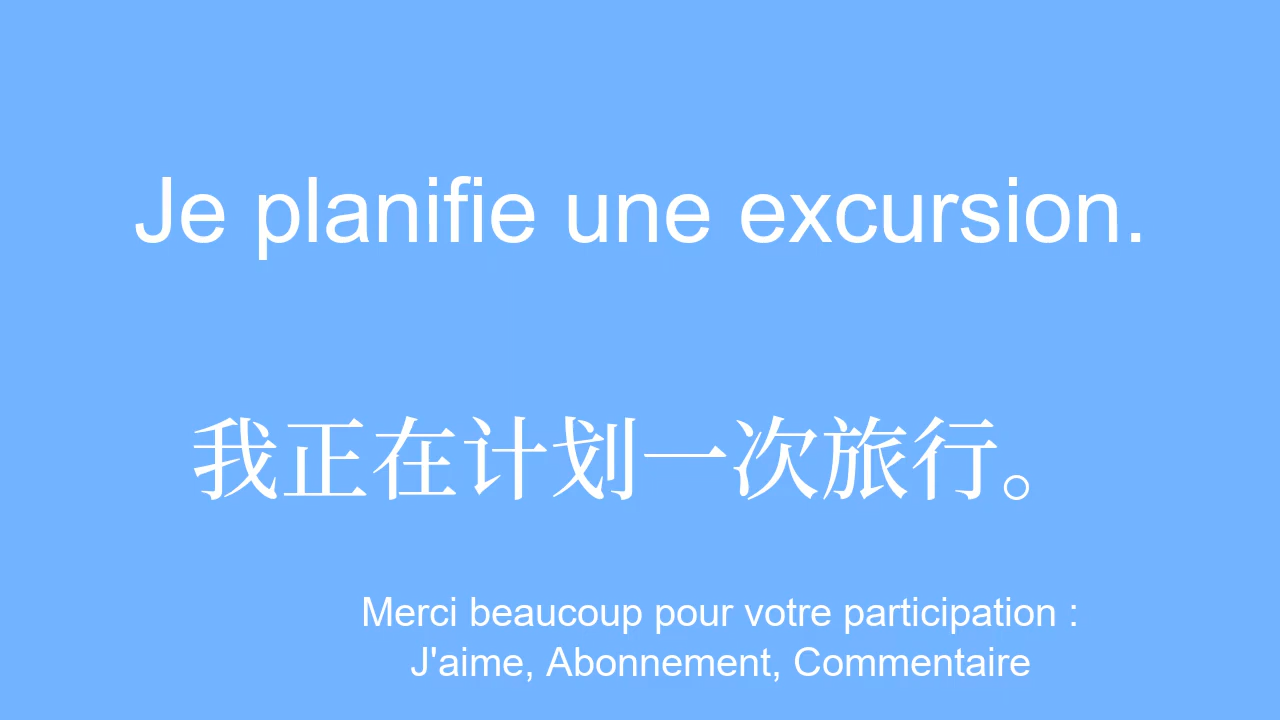 Je planifie une excursion.
我正在计划一次旅行。
Merci beaucoup pour votre participation :
J'aime, Abonnement, Commentaire